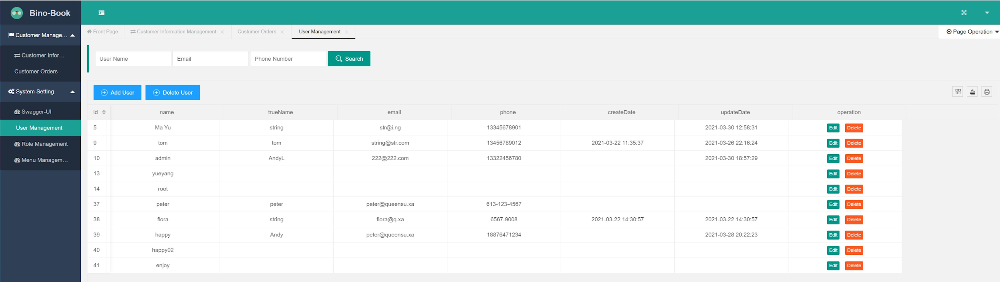 Bino-Book
Customer Manage...
Customer Infor...
Customer Orders
System Setting
Swagger-UI
User Management
Role Management
Menu Managem...
Front Page
Customer Information Management
Customer Orders
User Management
Page Operation
User Name
Email
Phone Number
Search
Add User
Delete User
id name trueName email phone createDate updateDate operation
5 Ma Yu string str@i.ng 13345678901 2021-03-30 12:58:31 Edit Delete
9 tom tom string@str.com 13456789012 2021-03-22 11:35:37 2021-03-26 22:16:24 Edit Delete
10 admin AndyL 222@222.com 13322456780 2021-03-30 18:57:29 Edit Delete
13 yueyang Edit Delete
14 root Edit Delete
37 peter peter peter@queensu.xa 613-123-4567 Edit Delete
38 flora string flora@q.xa 6567-9008 2021-03-22 14:30:57 2021-03-22 14:30:57 Edit Delete
39 happy Andy peter@queensu.xa 18876471234 2021-03-28 20:22:23 Edit Delete
40 happy02 Edit Delete
41 enjoy Edit Delete